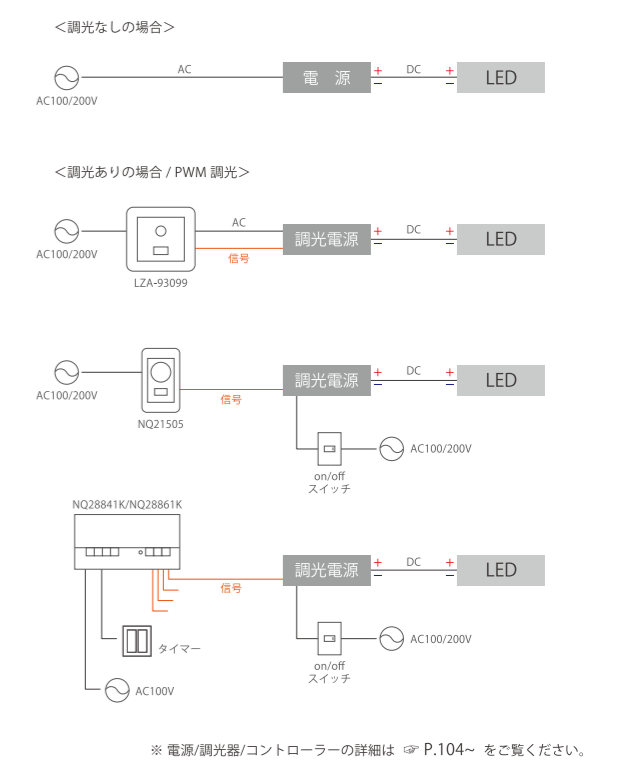 ＜調光なしの場合＞
AC
電 源
+ DC +
− −
LED
AC100/200V
＜調光ありの場合 / PWM 調光＞
AC
調光電源
+ DC +
− −
LED
AC100/200V
信号
LZA-93099
調光電源
+ DC +
− −
LED
AC100/200V
信号
NQ21505
AC100/200V
on/off
スイッチ
NQ28841K/NQ28861K
調光電源
+ DC +
− −
LED
信号
タイマー
AC100/200V
on/off
スイッチ
AC100V
※ 電源/調光器/コントローラーの詳細は ☞ P.104~ をご覧ください。